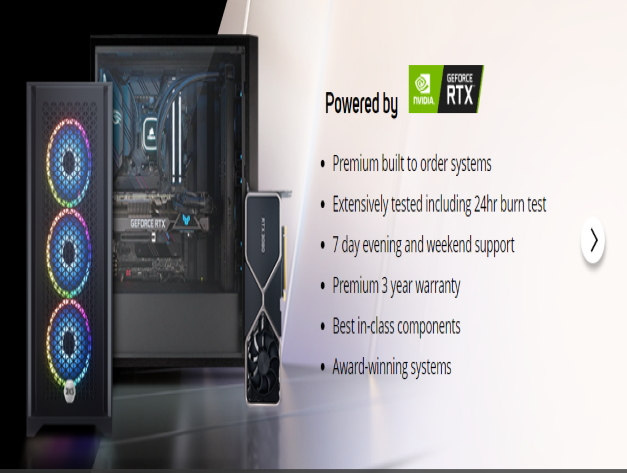 Powered by
NVIDIA
GEFORCE
RTX
• Premium built to order systems
• Extensively tested including 24hr burn test
• 7 day evening and weekend support
• Premium 3 year warranty
• Best in-class components
• Award-winning systems
GEFORCE RTX